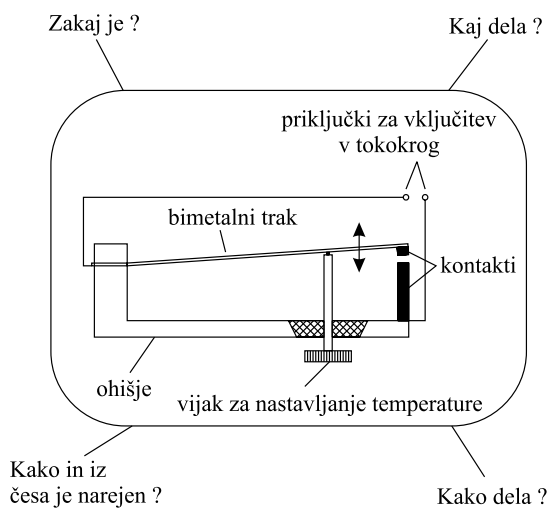 Zakaj je ?
Kaj dela ?
priključki za vključitev
v tokokrog
bimetalni trak
kontakti
ohišje
vijak za nastavljanje temperature
Kako in iz
česa je narejen ?
Kako dela ?